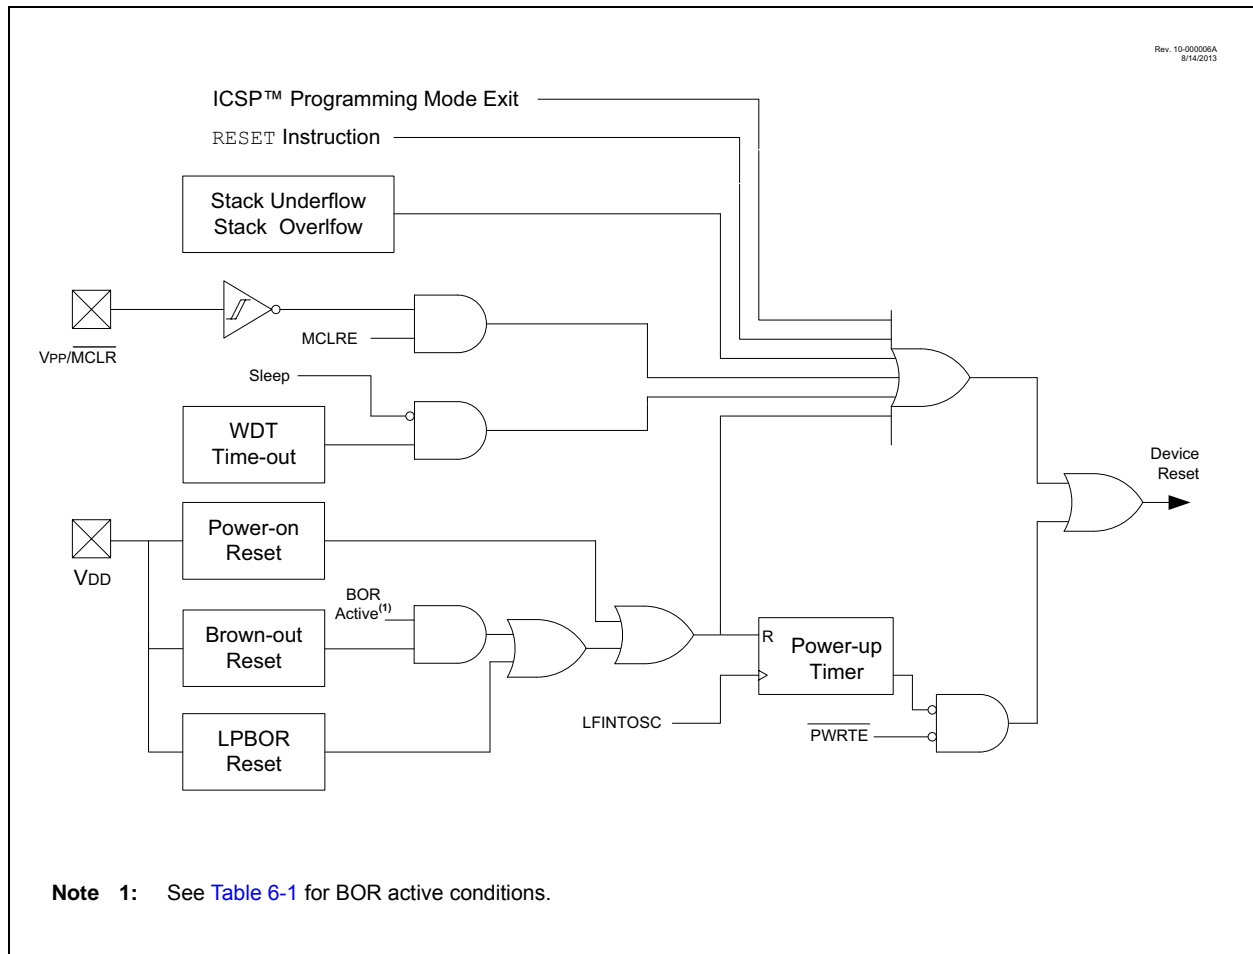 Rev. 10-000006A
8/14/2013
ICSP™ Programming Mode Exit
RESET Instruction
Stack Underflow
Stack Overlfow
VPP/MCLR
MCLRE
Sleep
WDT
Time-out
Device
Reset
VDD
Power-on
Reset
BOR
Active(1)
Brown-out
Reset
R
Power-up
Timer
LFINTOSC
PWRTE
LPBOR
Reset
Note 1: See Table 6-1 for BOR active conditions.